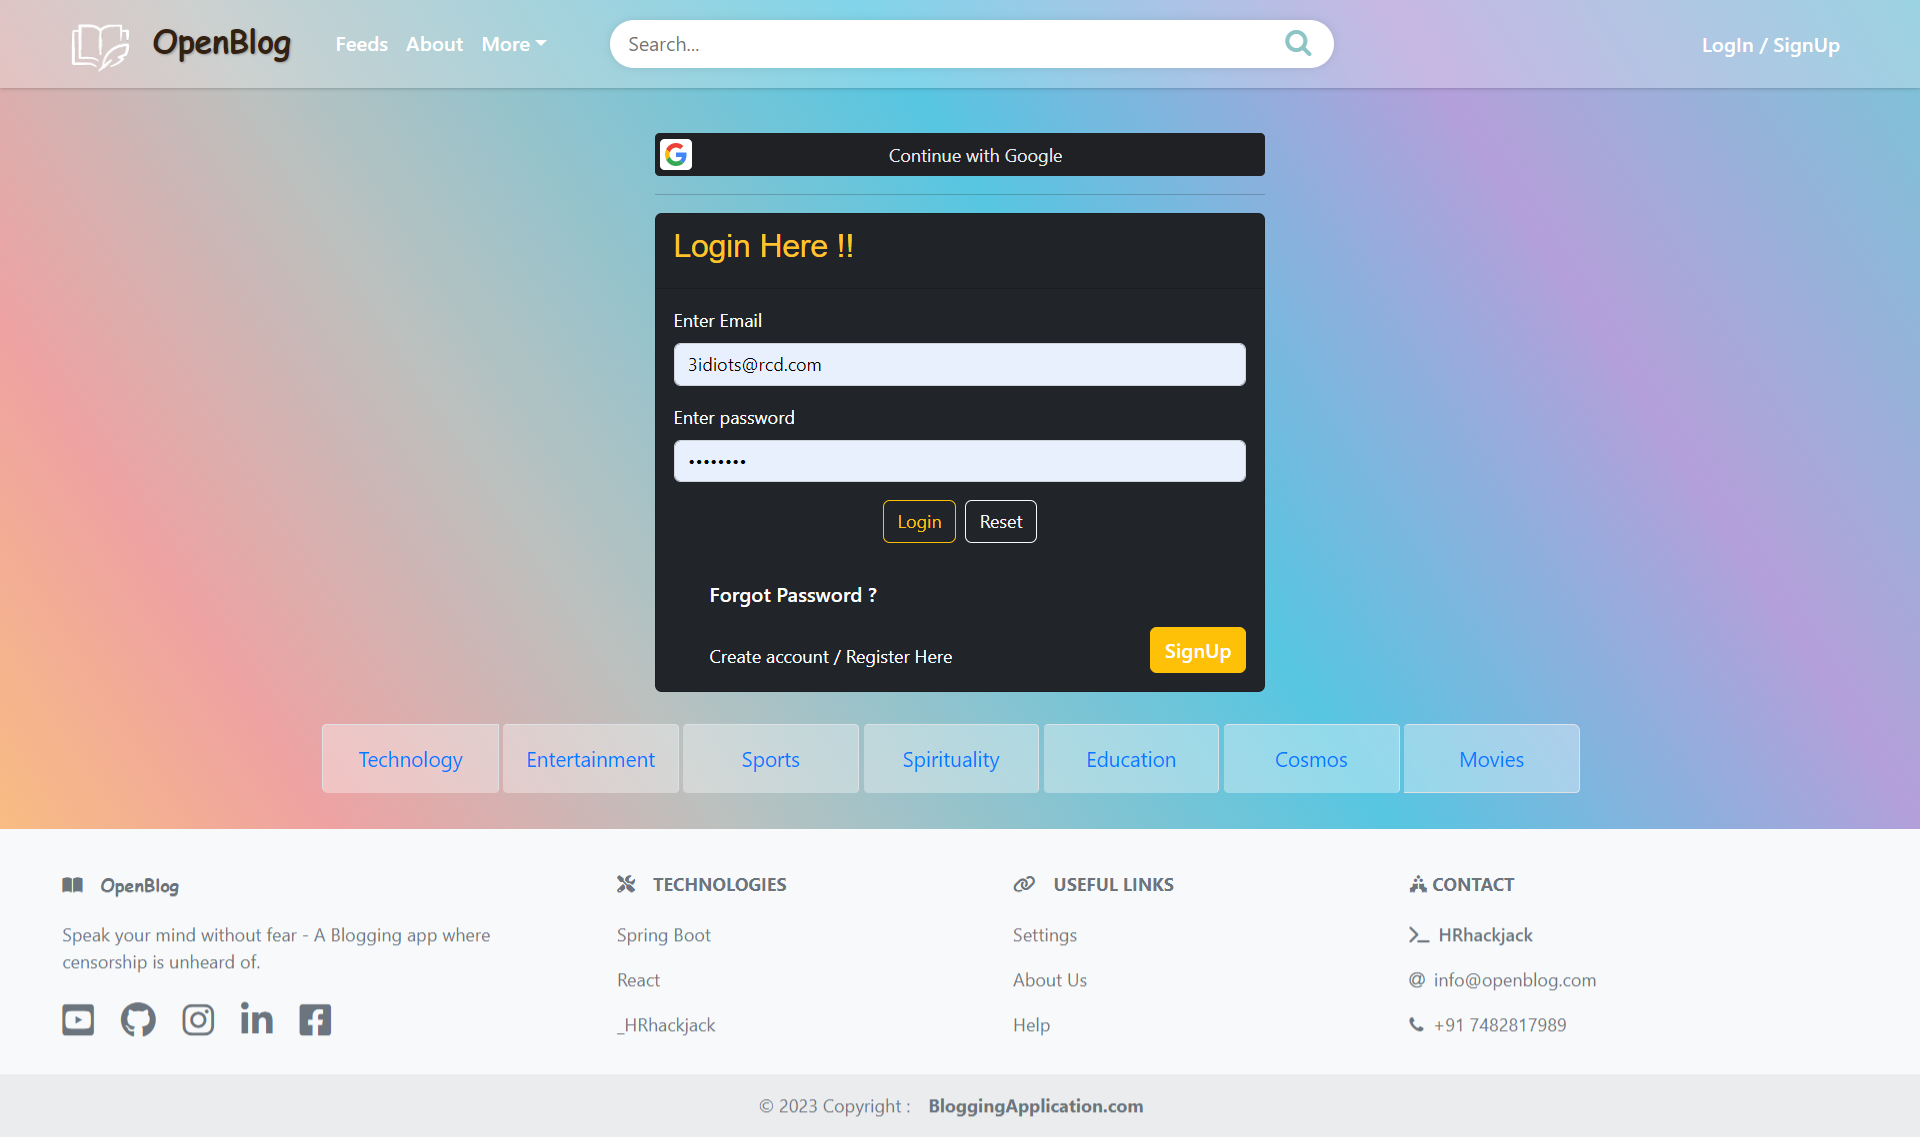 OpenBlog
Feeds About More
Search...
LogIn / SignUp
Continue with Google
Login Here !!
Enter Email
3idiots@rcd.com
Enter password
••••••••
Login Reset
Forgot Password ?
Create account / Register Here
SignUp
Technology Entertainment Sports Spirituality Education Cosmos Movies
OpenBlog
Speak your mind without fear - A Blogging app where
censorship is unheard of.
TECHNOLOGIES
Spring Boot
React
_HRhackjack
USEFUL LINKS
Settings
About Us
Help
CONTACT
HRhackjack
info@openblog.com
+91 7482817989
© 2023 Copyright : BloggingApplication.com